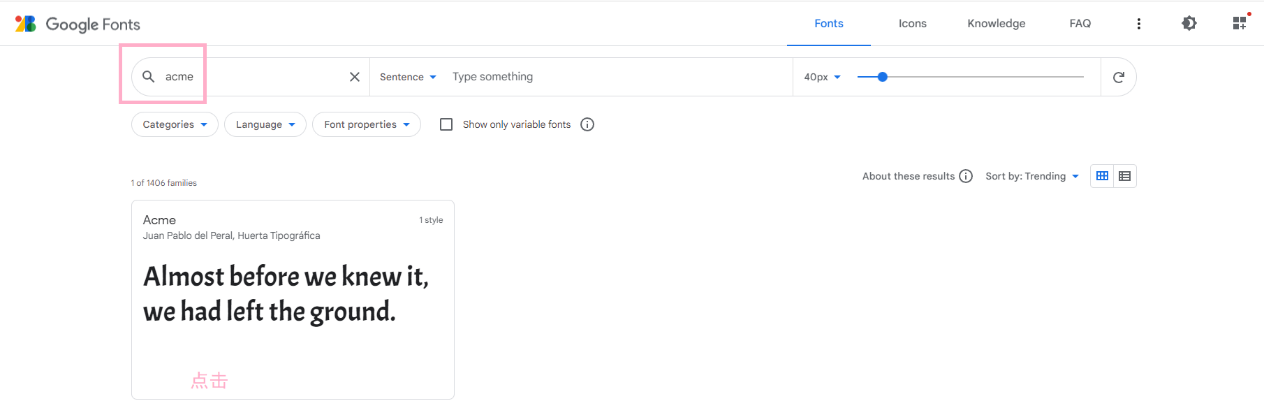 Google Fonts
Fonts Icons Knowledge FAQ
acme Sentence Type something 40px
Categories Language Font properties Show only variable fonts
About these results Sort by: Trending
1 of 1406 families
Acme 1 style
Juan Pablo del Peral, Huerta Tipográfica
Almost before we knew it,
we had left the ground.
点击